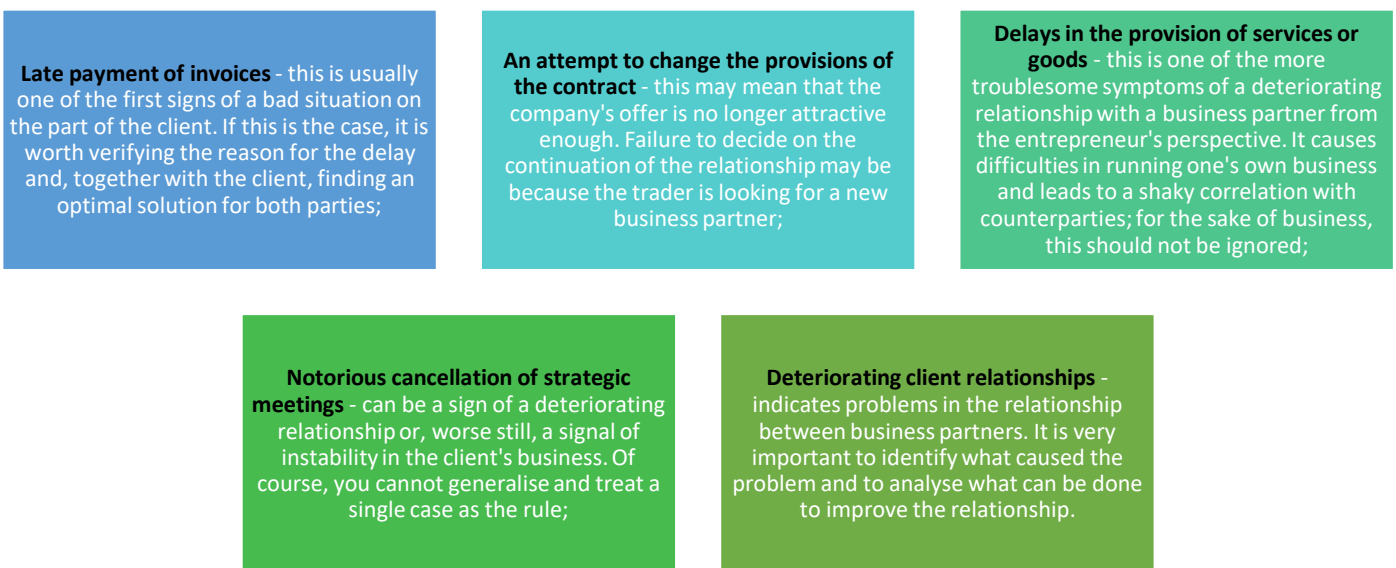 Late payment of invoices - this is usually
one of the first signs of a bad situation on
the part of the client. If this is the case, it is
worth verifying the reason for the delay
and, together with the client, finding an
optimal solution for both parties;
An attempt to change the provisions of
the contract - this may mean that the
company's offer is no longer attractive
enough. Failure to decide on the
continuation of the relationship may be
because the trader is looking for a new
business partner;
Delays in the provision of services or
goods - this is one of the more
troublesome symptoms of a deteriorating
relationship with a business partner from
the entrepreneur's perspective. It causes
difficulties in running one's own business
and leads to a shaky correlation with
counterparties; for the sake of business,
this should not be ignored;
Notorious cancellation of strategic
meetings - can be a sign of a deteriorating
relationship or, worse still, a signal of
instability in the client's business. Of
course, you cannot generalise and treat a
single case as the rule;
Deteriorating client relationships -
indicates problems in the relationship
between business partners. It is very
important to identify what caused the
problem and to analyse what can be done
to improve the relationship.